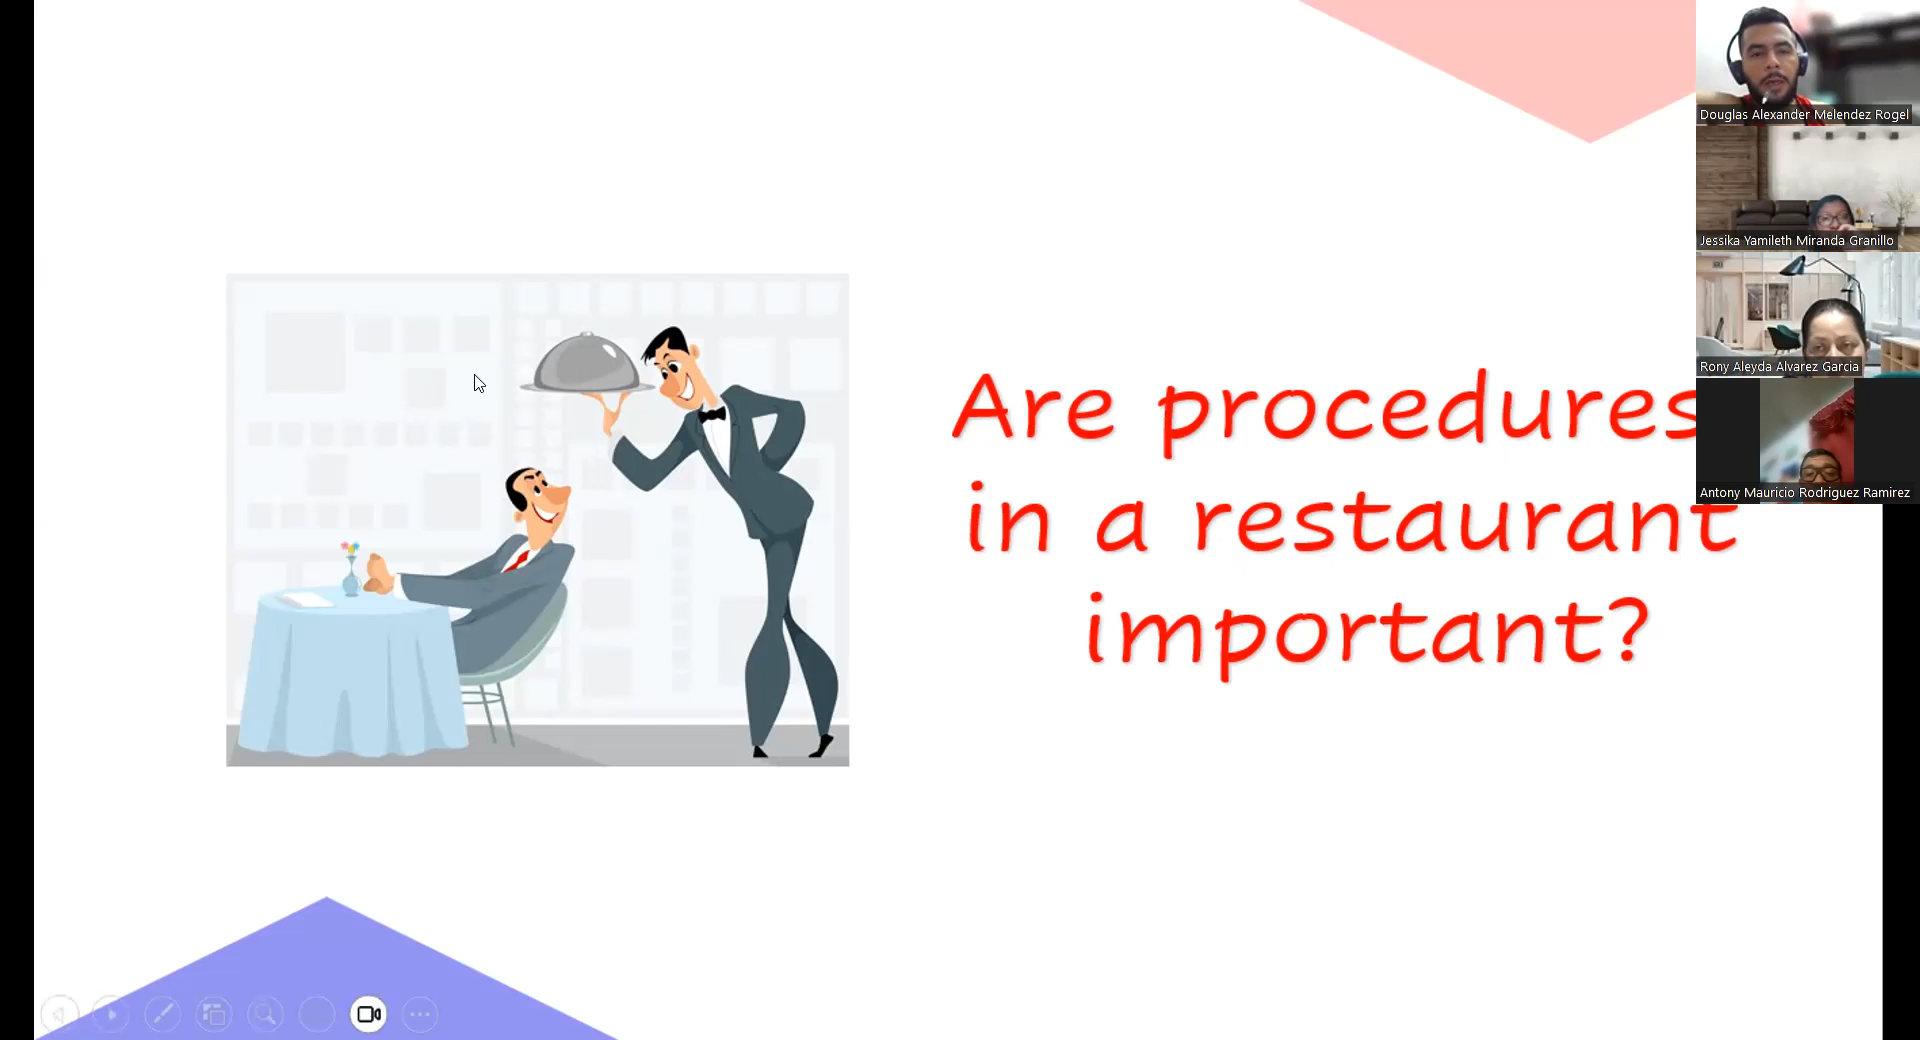 Are procedures
in a restaurant
important?
Douglas Alexander Melendez Rogel
Jessika Yamileth Miranda Granillo
Rony Aleyda Alvarez Garcia
Antony Mauricio Rodriguez Ramirez